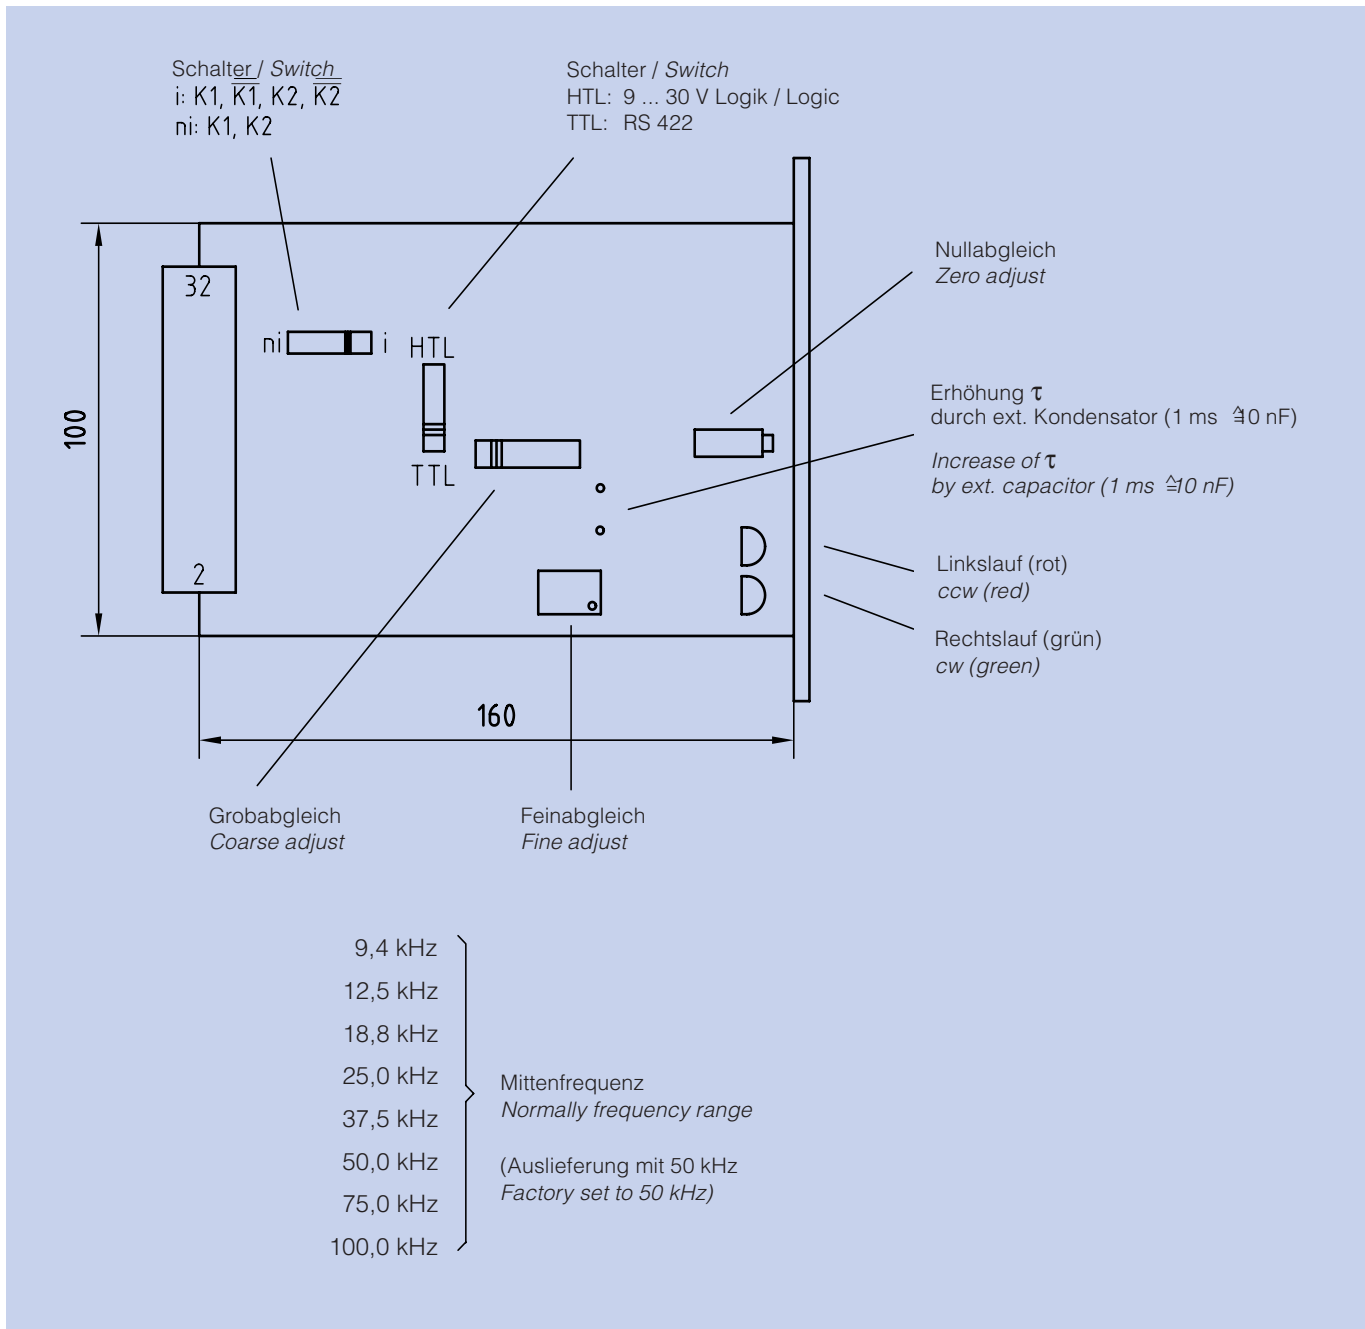 Schalter / Switch
i: K1, K̅1̅, K2, K̅2̅
ni: K1, K2
Schalter / Switch
HTL: 9 ... 30 V Logik / Logic
TTL: RS 422
Nullabgleich
Zero adjust
32
ni
i
HTL
TTL
Erhöhung τ
durch ext. Kondensator (1 ms ≙10 nF)
Increase of τ
by ext. capacitor (1 ms ≙10 nF)
100
2
Linkslauf (rot)
ccw (red)
Rechtslauf (grün)
cw (green)
160
Grobabgleich
Coarse adjust
Feinabgleich
Fine adjust
9,4 kHz
12,5 kHz
18,8 kHz
25,0 kHz
37,5 kHz
50,0 kHz
75,0 kHz
100,0 kHz
Mittenfrequenz
Normally frequency range
(Auslieferung mit 50 kHz
Factory set to 50 kHz)